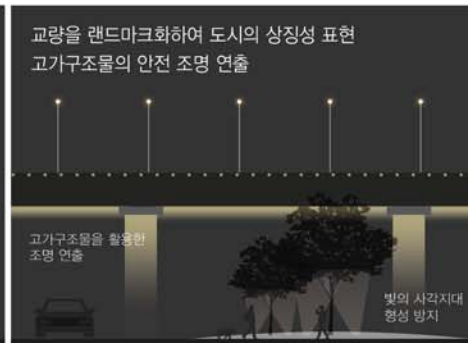 교량을 랜드마크화하여 도시의 상징성 표현
고가구조물의 안전 조명 연출
고가구조물을 활용한
조명 연출
빛의 사각지대
형성 방지